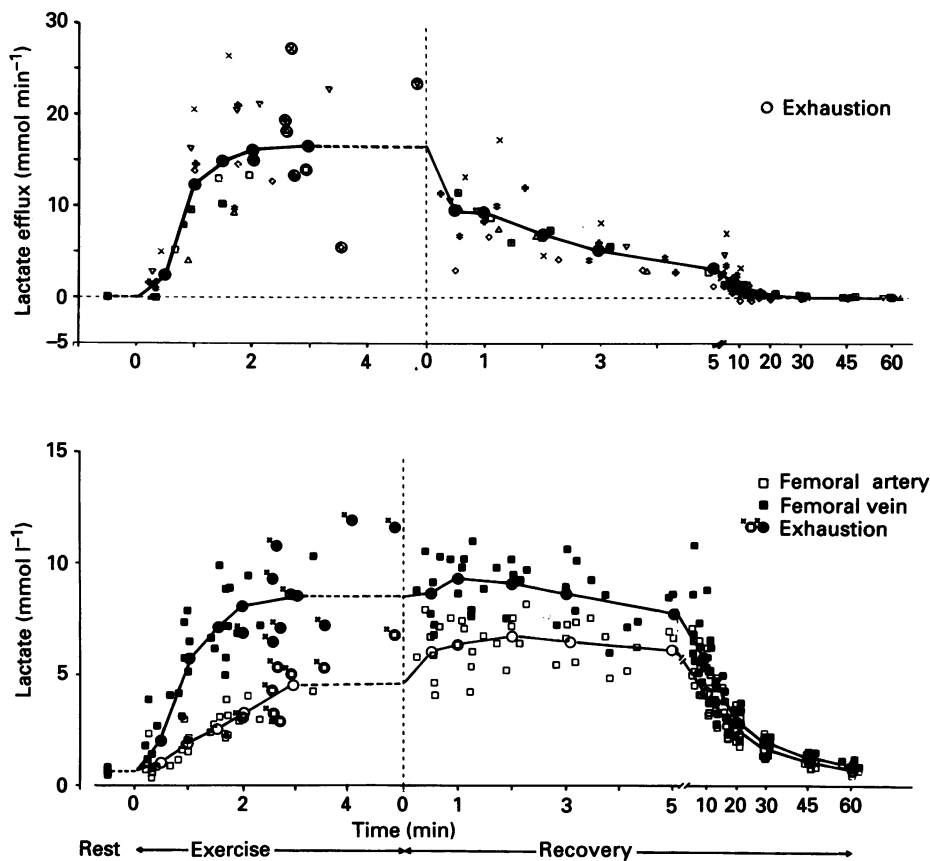 30
20
10
0
−5
Lactate efflux (mmol min−1)
Exhaustion
0 2 4 0 1 3 5 10 20 30 45 60
15
10
5
0
Lactate (mmol l−1)
Femoral artery
Femoral vein
Exhaustion
0 2 4 0 1 3 5 10 20 30 45 60
Time (min)
Rest Exercise Recovery